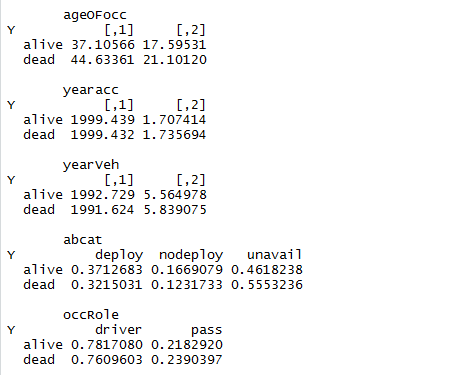 ageOFocc
Y [,1] [,2]
alive 37.10566 17.59531
dead 44.63361 21.10120
yearacc
Y [,1] [,2]
alive 1999.439 1.707414
dead 1999.432 1.735694
yearVeh
Y [,1] [,2]
alive 1992.729 5.564978
dead 1991.624 5.839075
abcat
Y deploy nodeploy unavail
alive 0.3712683 0.1669079 0.4618238
dead 0.3215031 0.1231733 0.5553236
occRole
Y driver pass
alive 0.7817080 0.2182920
dead 0.7609603 0.2390397